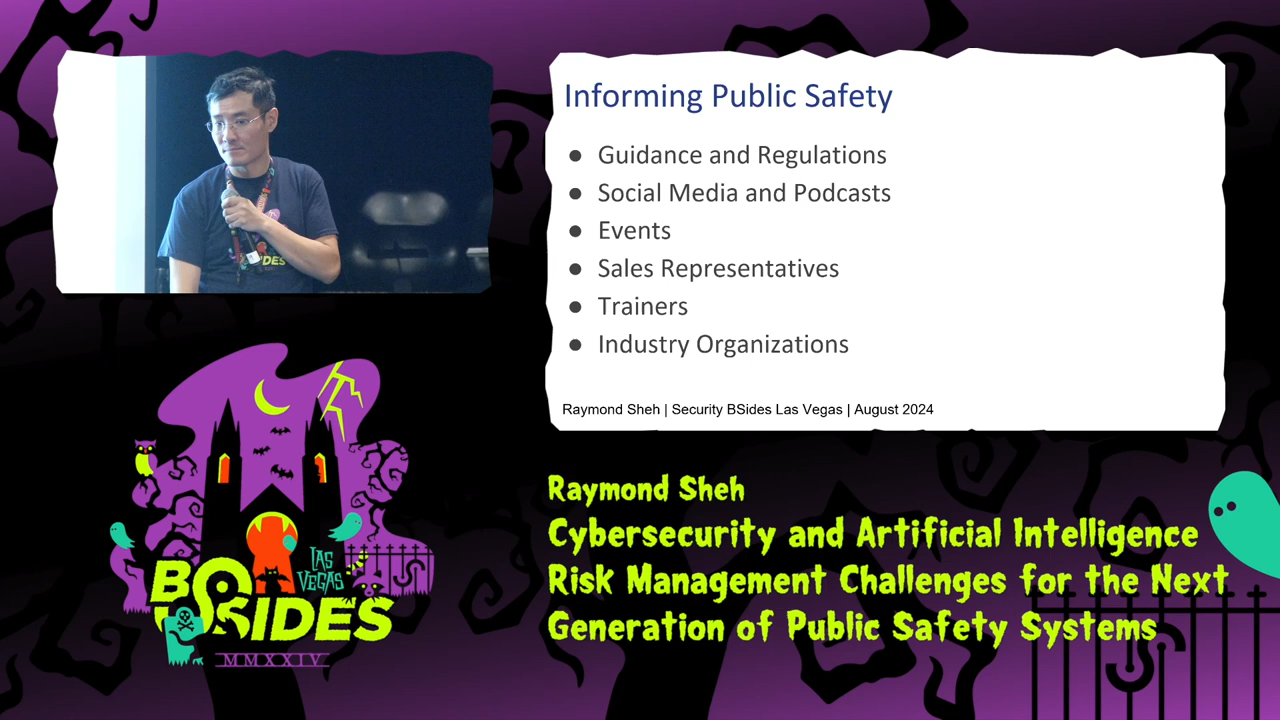 Informing Public Safety
● Guidance and Regulations
● Social Media and Podcasts
● Events
● Sales Representatives
● Trainers
● Industry Organizations
Raymond Sheh | Security BSides Las Vegas | August 2024
Raymond Sheh
Cybersecurity and Artificial Intelligence
Risk Management Challenges for the Next
Generation of Public Safety Systems
LAS
VEGAS
BSIDES
MMXXIV